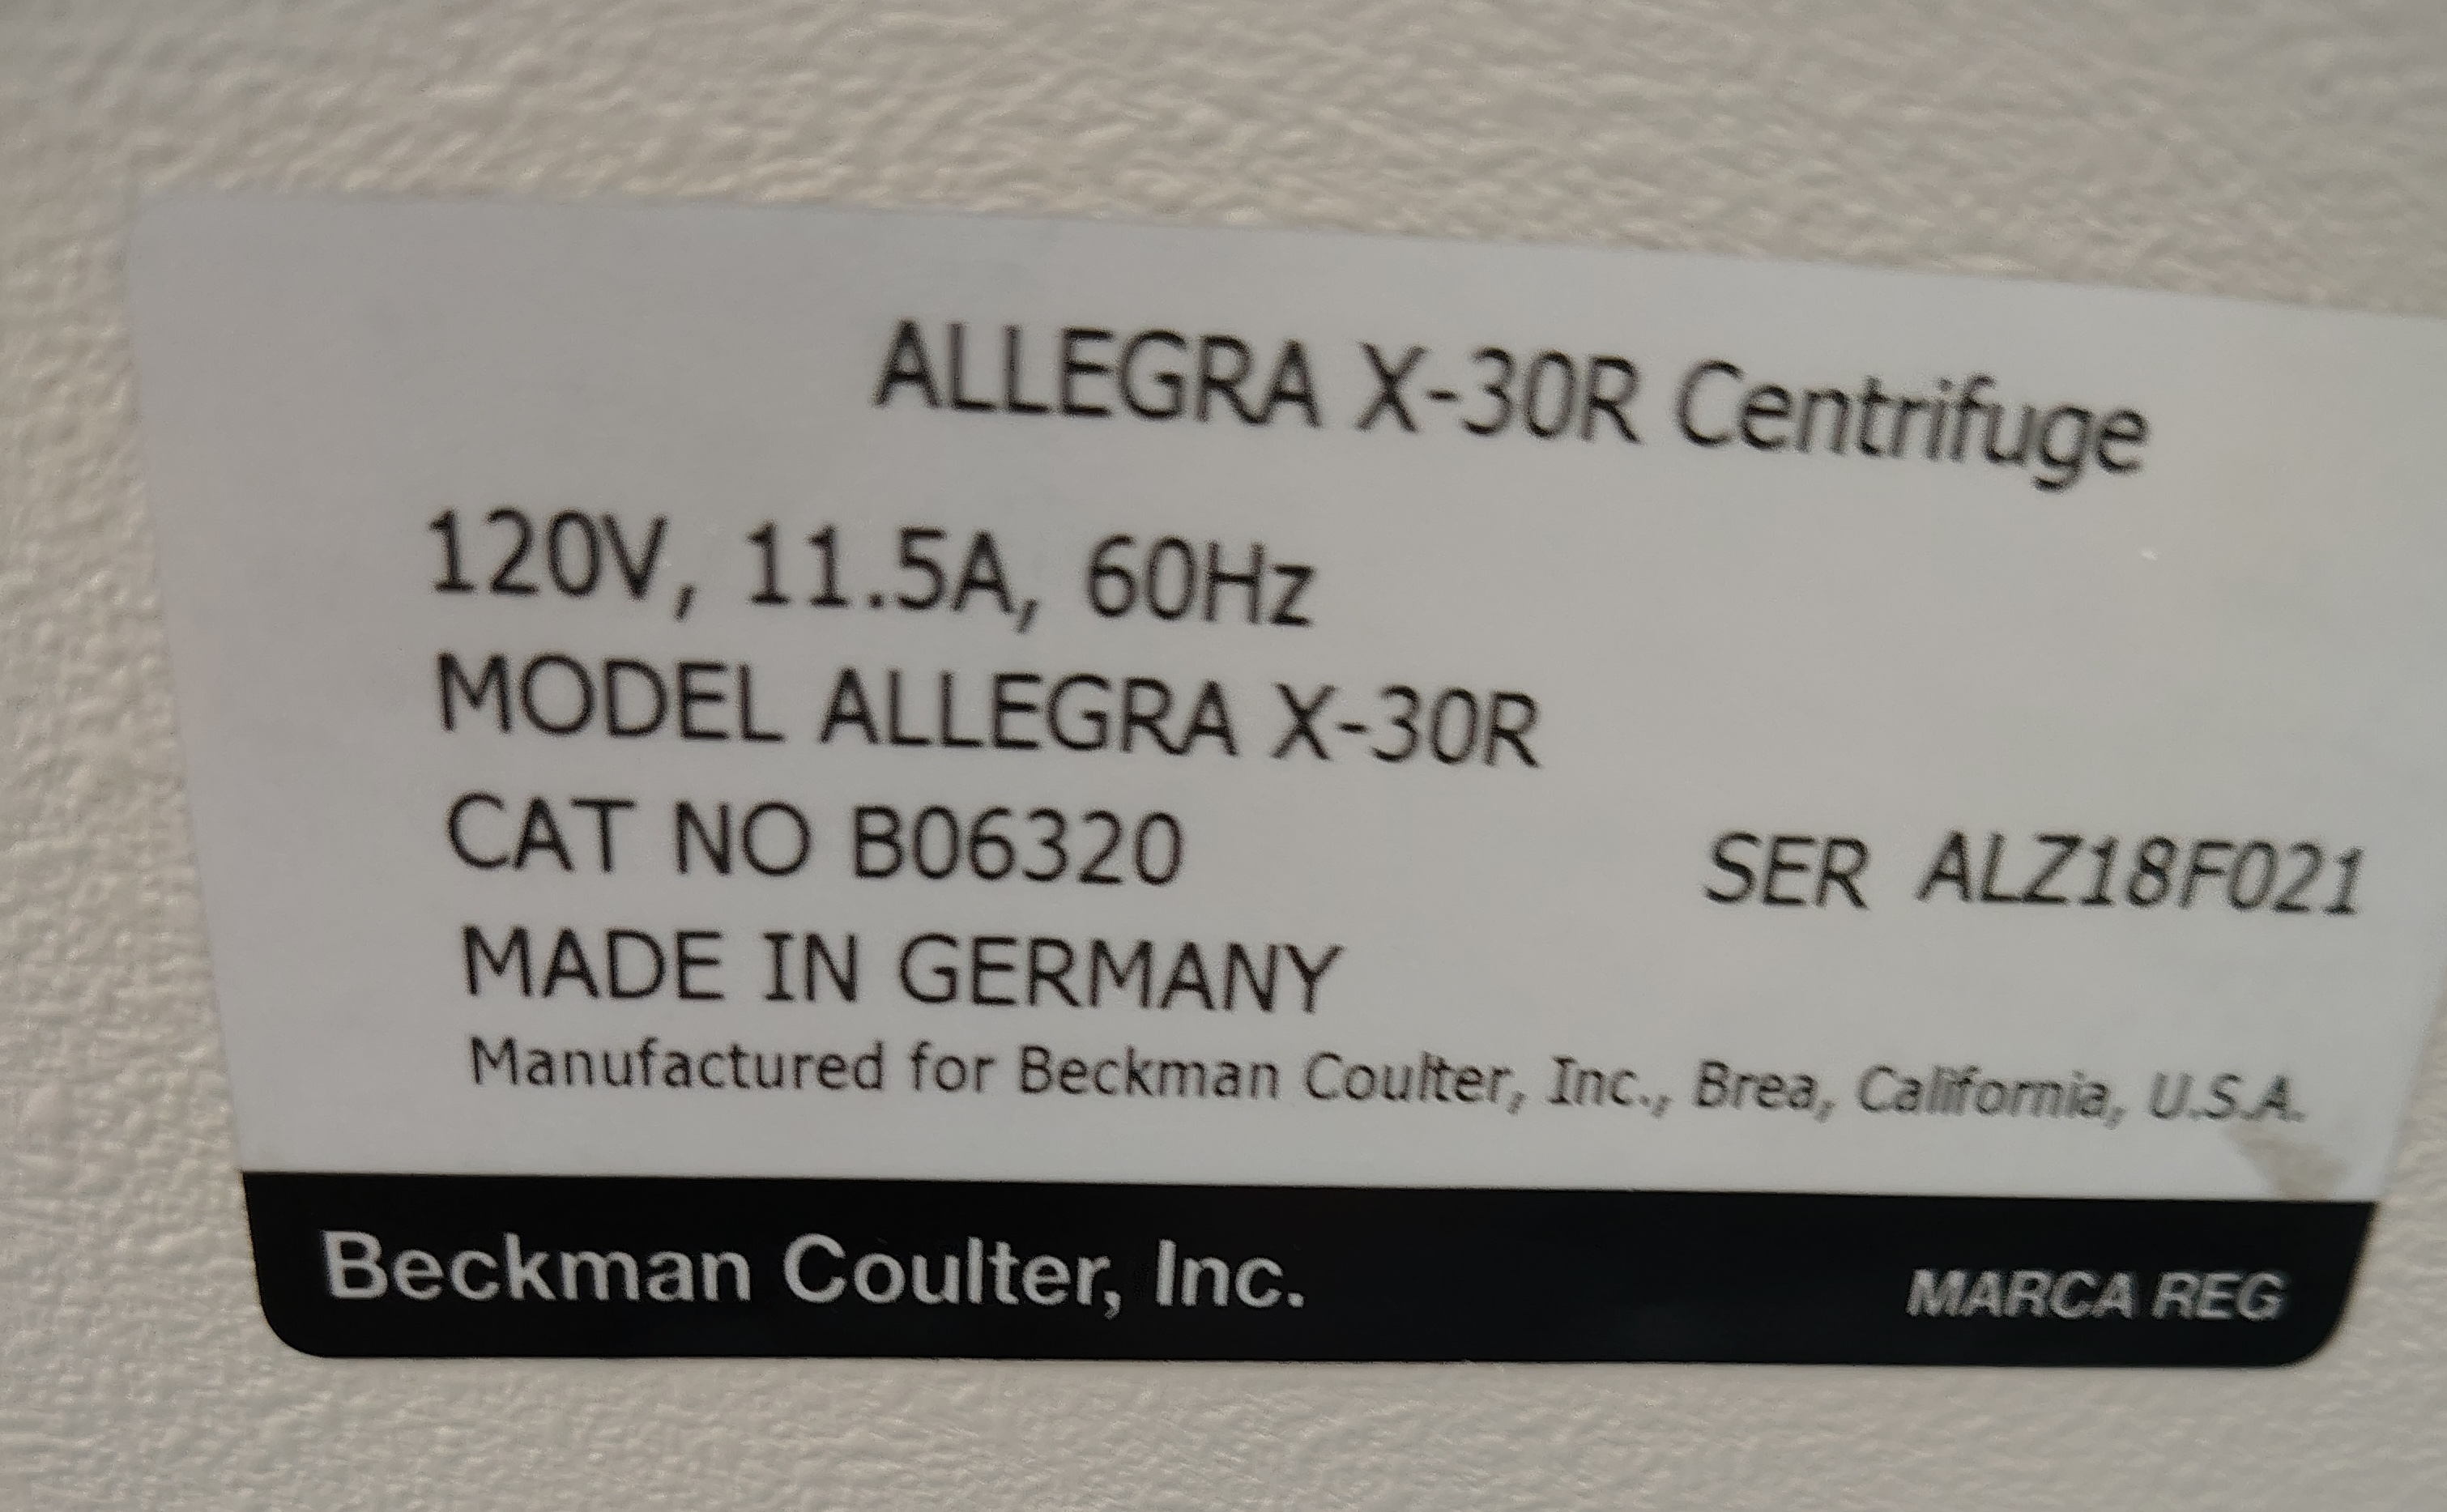 ALLEGRA X-30R Centrifuge
120V, 11.5A, 60Hz
MODEL ALLEGRA X-30R
CAT NO B06320 SER ALZ18F021
MADE IN GERMANY
Manufactured for Beckman Coulter, Inc., Brea, California, U.S.A.
Beckman Coulter, Inc. MARCA REG